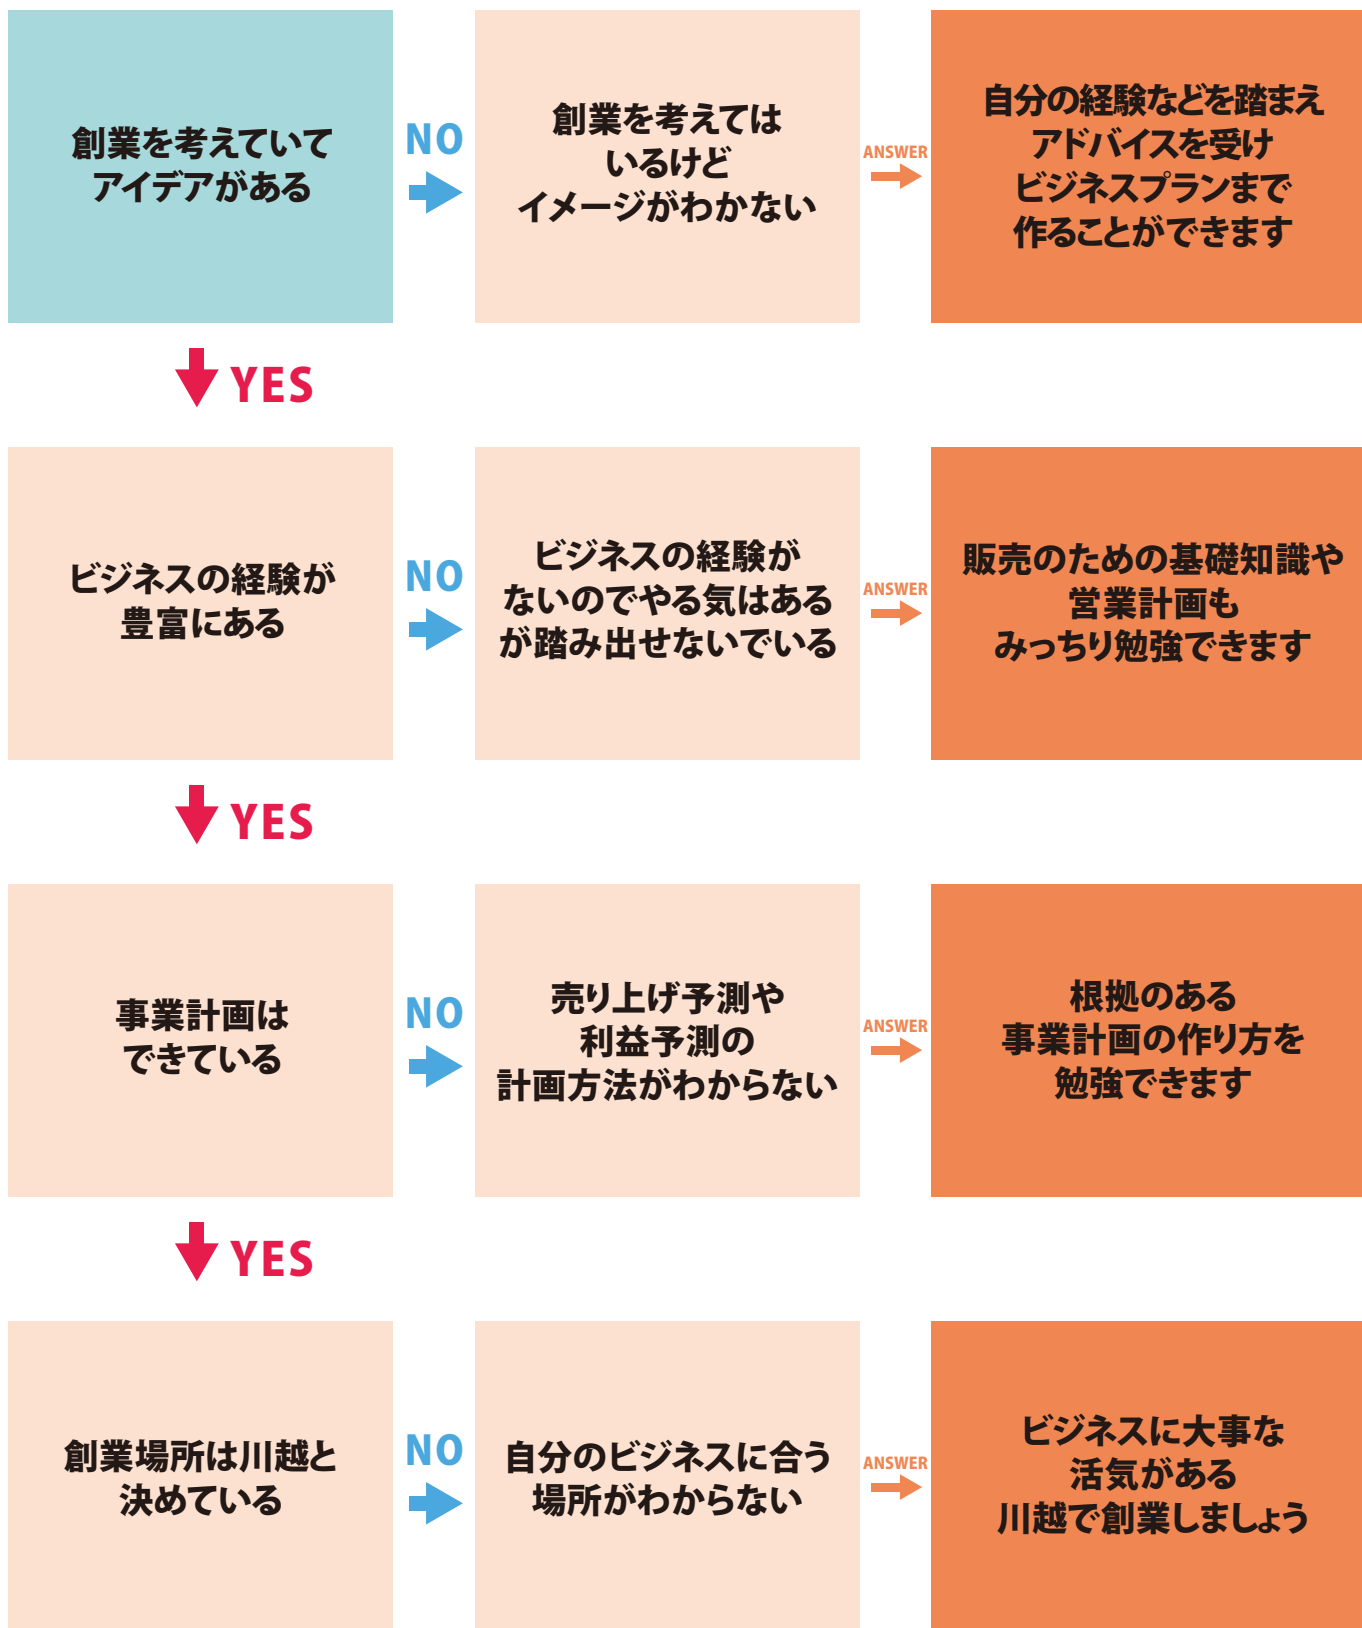 創業を考えていて
アイデアがある
NO
創業を考えては
いるけど
イメージがわかない
ANSWER
自分の経験などを踏まえ
アドバイスを受け
ビジネスプランまで
作ることができます
YES
ビジネスの経験が
豊富にある
NO
ビジネスの経験が
ないのでやる気はある
が踏み出せないでいる
ANSWER
販売のための基礎知識や
営業計画も
みっちり勉強できます
YES
事業計画は
できている
NO
売り上げ予測や
利益予測の
計画方法がわからない
ANSWER
根拠のある
事業計画の作り方を
勉強できます
YES
創業場所は川越と
決めている
NO
自分のビジネスに合う
場所がわからない
ANSWER
ビジネスに大事な
活気がある
川越で創業しましょう